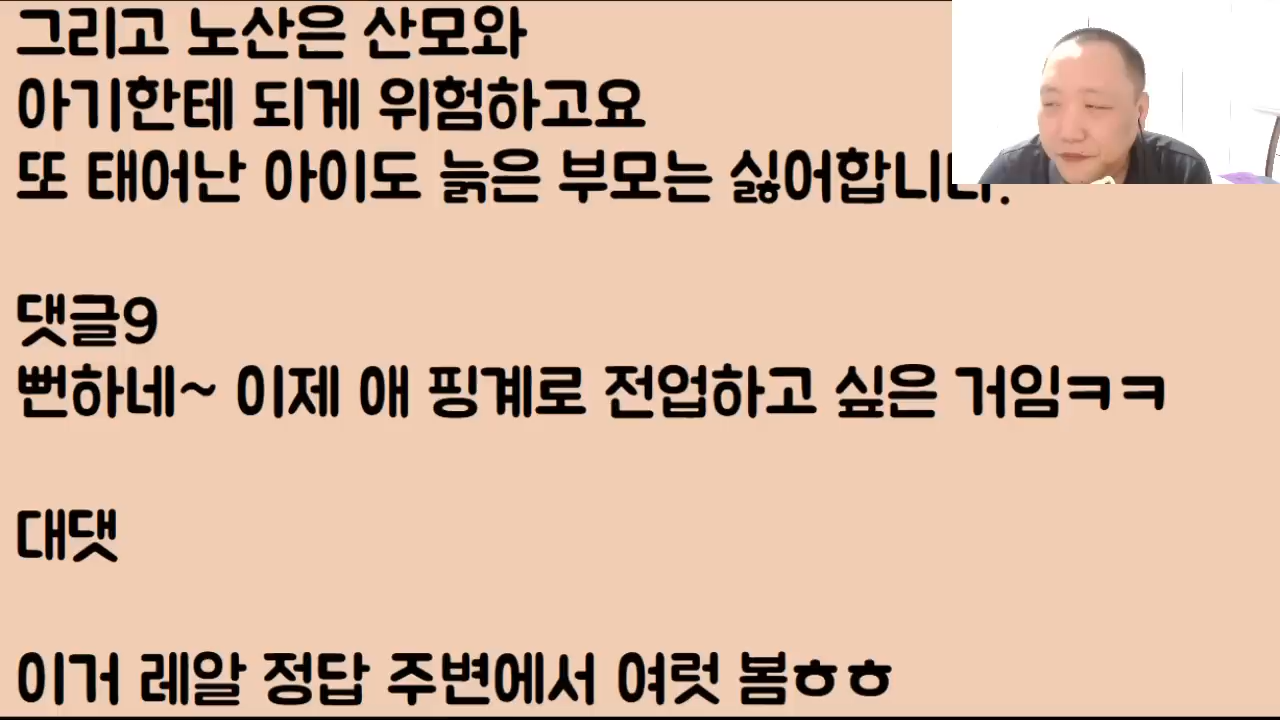 그리고 노산은 산모와
아기한테 되게 위험하고요
또 태어난 아이도 늙은 부모는 싫어합니다.
댓글9
뻔하네~ 이제 애 핑계로 전업하고 싶은 거임ㅋㅋ
대댓
이거 레알 정답 주변에서 여럿 봄ㅎㅎ